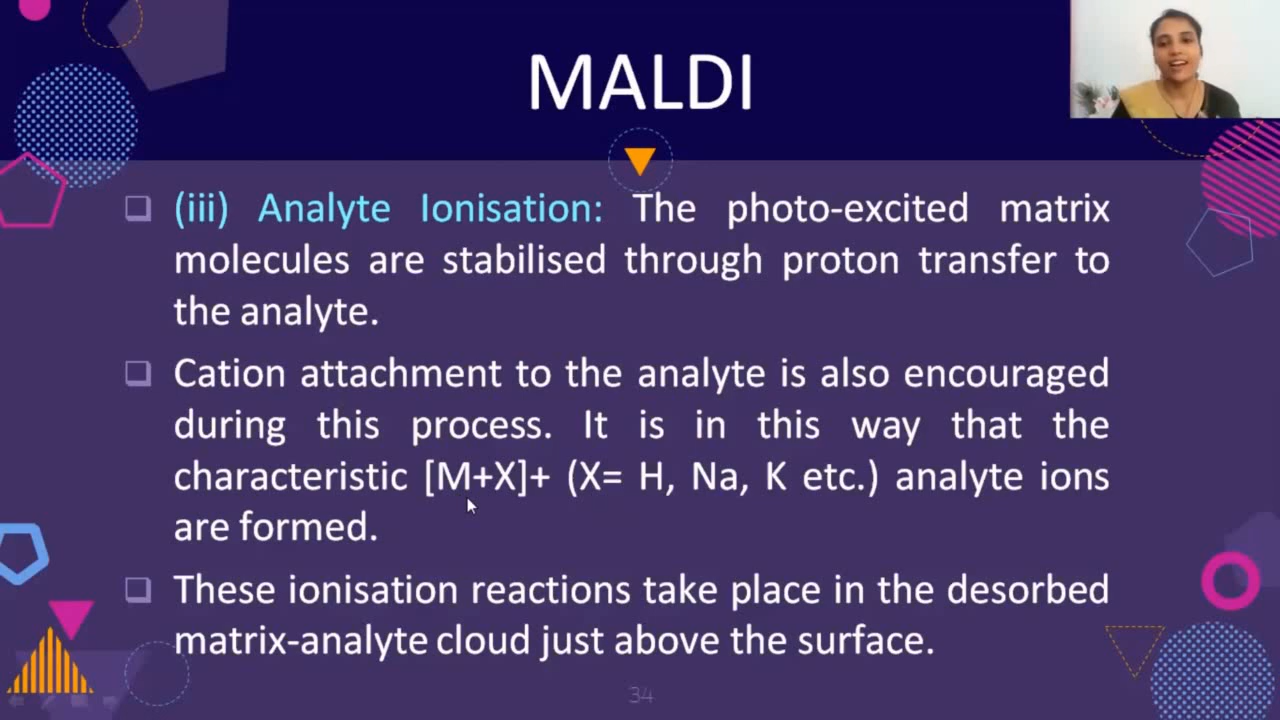 MALDI
(iii) Analyte Ionisation: The photo-excited matrix
molecules are stabilised through proton transfer to
the analyte.
Cation attachment to the analyte is also encouraged
during this process. It is in this way that the
characteristic [M+X]+ (X= H, Na, K etc.) analyte ions
are formed.
These ionisation reactions take place in the desorbed
matrix-analyte cloud just above the surface.
34